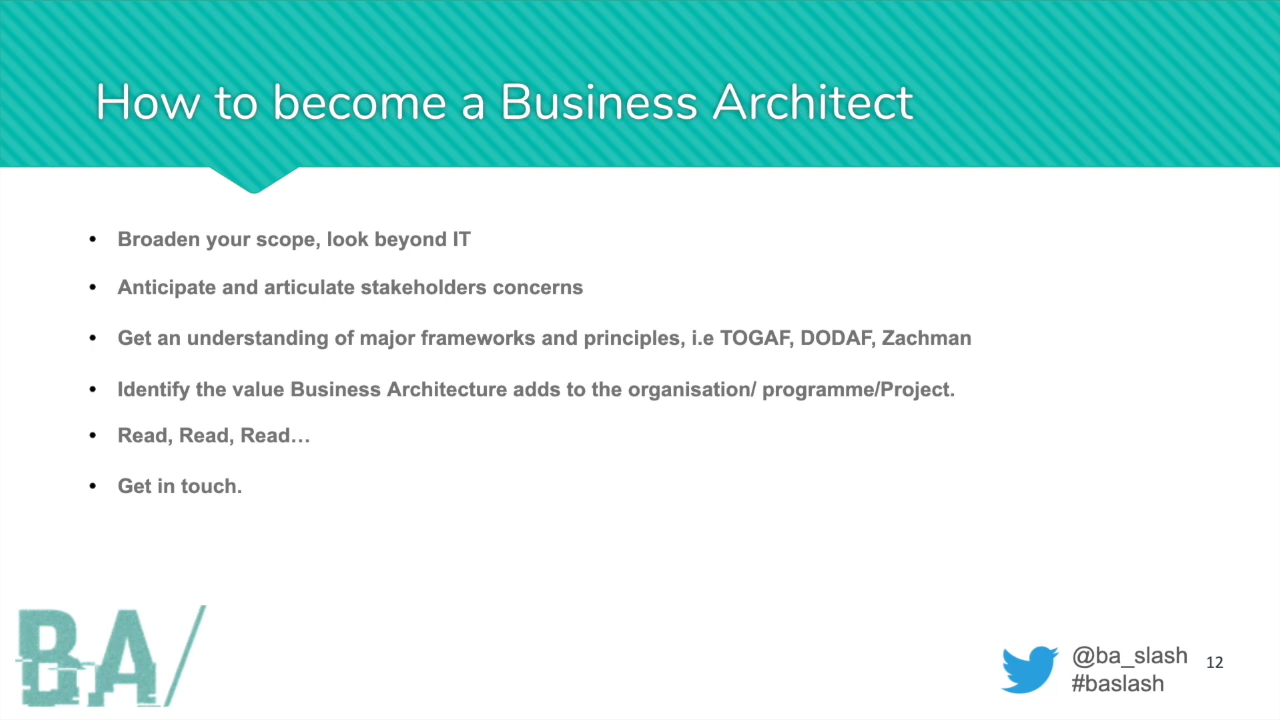 How to become a Business Architect
• Broaden your scope, look beyond IT
• Anticipate and articulate stakeholders concerns
• Get an understanding of major frameworks and principles, i.e TOGAF, DODAF, Zachman
• Identify the value Business Architecture adds to the organisation/ programme/Project.
• Read, Read, Read…
• Get in touch.
BA/
@ba_slash
#baslash
12